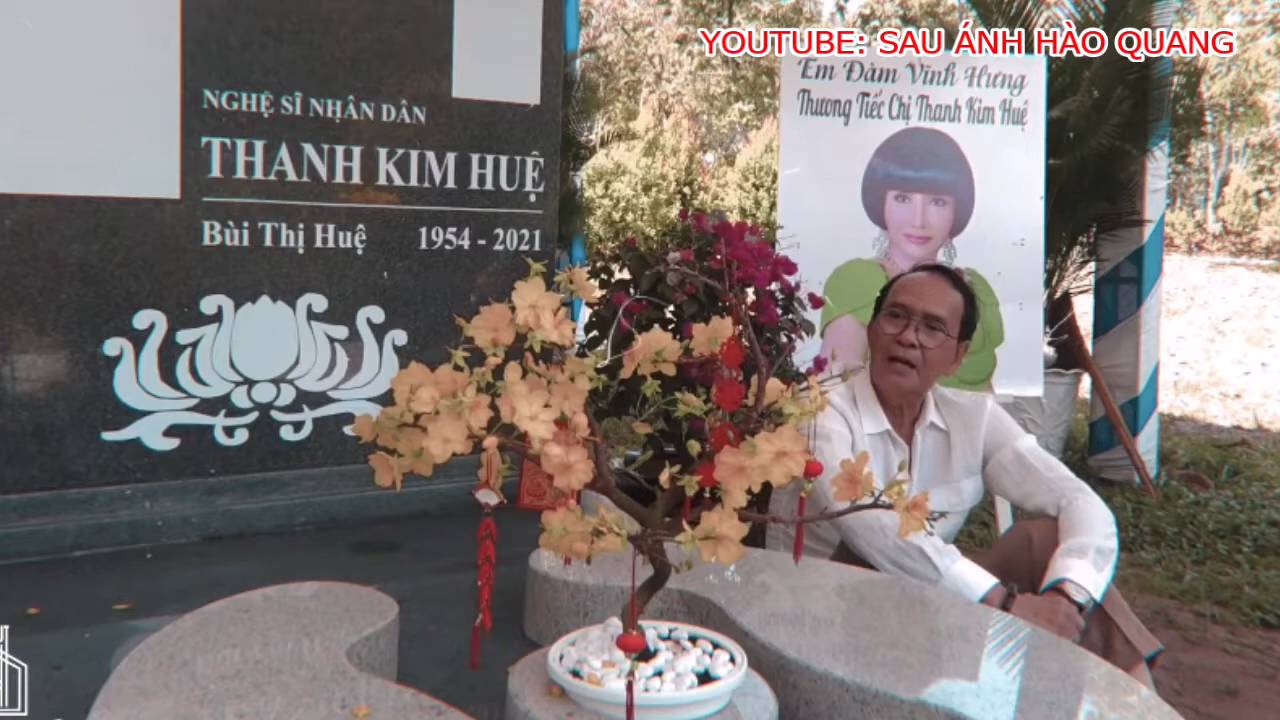 YOUTUBE: SAU ÁNH HÀO QUANG
Em Đàm Vĩnh Hưng
Thương Tiếc Chị Thanh Kim Huệ
NGHỆ SĨ NHÂN DÂN
THANH KIM HUỆ
Bùi Thị Huệ 1954 - 2021